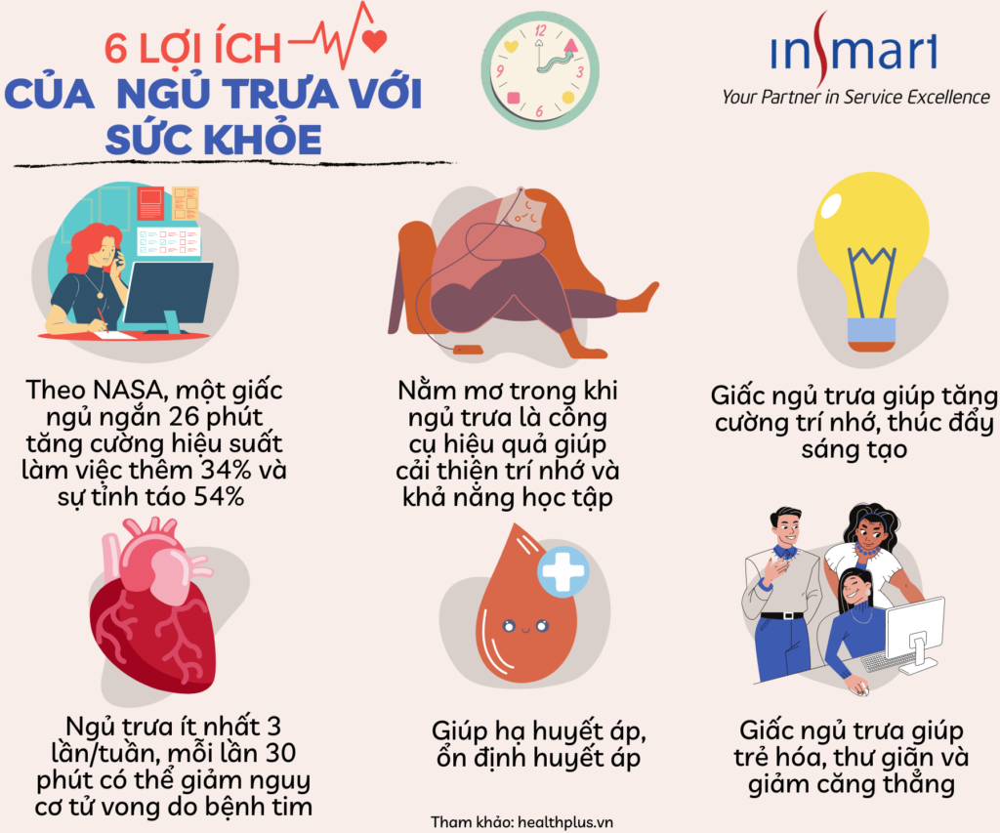 6 LỢI ÍCH
CỦA NGỦ TRƯA VỚI
SỨC KHỎE
12
3
6
9
ınSmart
Your Partner in Service Excellence
Theo NASA, một giấc
ngủ ngắn 26 phút
tăng cường hiệu suất
làm việc thêm 34% và
sự tỉnh táo 54%
Nằm mơ trong khi
ngủ trưa là công
cụ hiệu quả giúp
cải thiện trí nhớ và
khả năng học tập
Giấc ngủ trưa giúp tăng
cường trí nhớ, thúc đẩy
sáng tạo
Ngủ trưa ít nhất 3
lần/tuần, mỗi lần 30
phút có thể giảm nguy
cơ tử vong do bệnh tim
Giúp hạ huyết áp,
ổn định huyết áp
Giấc ngủ trưa giúp
trẻ hóa, thư giãn và
giảm căng thẳng
Tham khảo: healthplus.vn